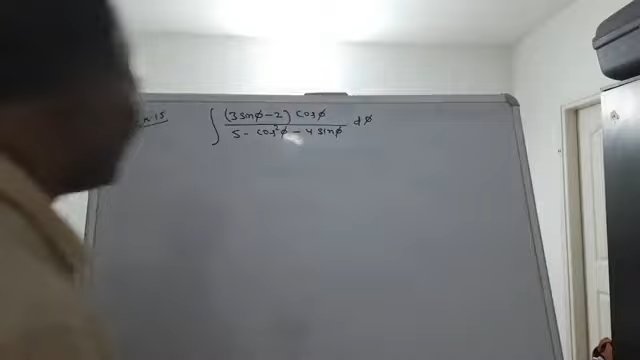 ∫ (3 sinφ - 2) cosφ / 5 - cos²φ - 4 sinφ dφ